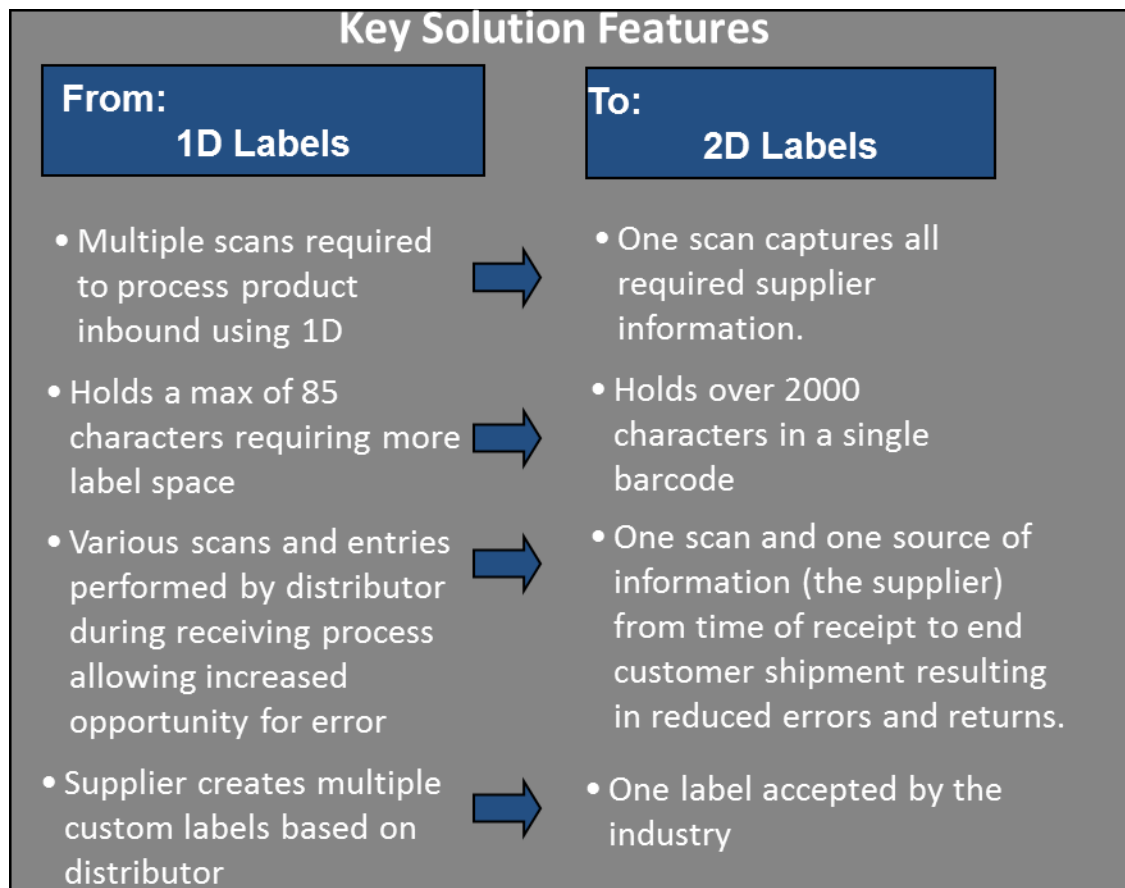 Key Solution Features
From:
1D Labels
To:
2D Labels
• Multiple scans required
to process product
inbound using 1D
• One scan captures all
required supplier
information.
• Holds a max of 85
characters requiring more
label space
• Holds over 2000
characters in a single
barcode
• Various scans and entries
performed by distributor
during receiving process
allowing increased
opportunity for error
• One scan and one source of
information (the supplier)
from time of receipt to end
customer shipment resulting
in reduced errors and returns.
• Supplier creates multiple
custom labels based on
distributor
• One label accepted by the
industry